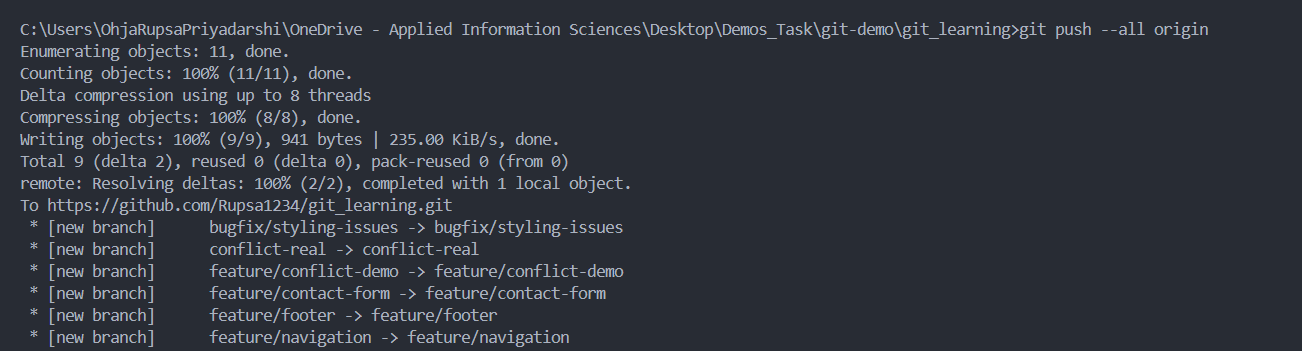 C:\Users\OhjaRupsaPriyadarshi\OneDrive - Applied Information Sciences\Desktop\Demos_Task\git-demo\git_learning>git push --all origin
Enumerating objects: 11, done.
Counting objects: 100% (11/11), done.
Delta compression using up to 8 threads
Compressing objects: 100% (8/8), done.
Writing objects: 100% (9/9), 941 bytes | 235.00 KiB/s, done.
Total 9 (delta 2), reused 0 (delta 0), pack-reused 0 (from 0)
remote: Resolving deltas: 100% (2/2), completed with 1 local object.
To https://github.com/Rupsa1234/git_learning.git
 * [new branch]      bugfix/styling-issues -> bugfix/styling-issues
 * [new branch]      conflict-real -> conflict-real
 * [new branch]      feature/conflict-demo -> feature/conflict-demo
 * [new branch]      feature/contact-form -> feature/contact-form
 * [new branch]      feature/footer -> feature/footer
 * [new branch]      feature/navigation -> feature/navigation